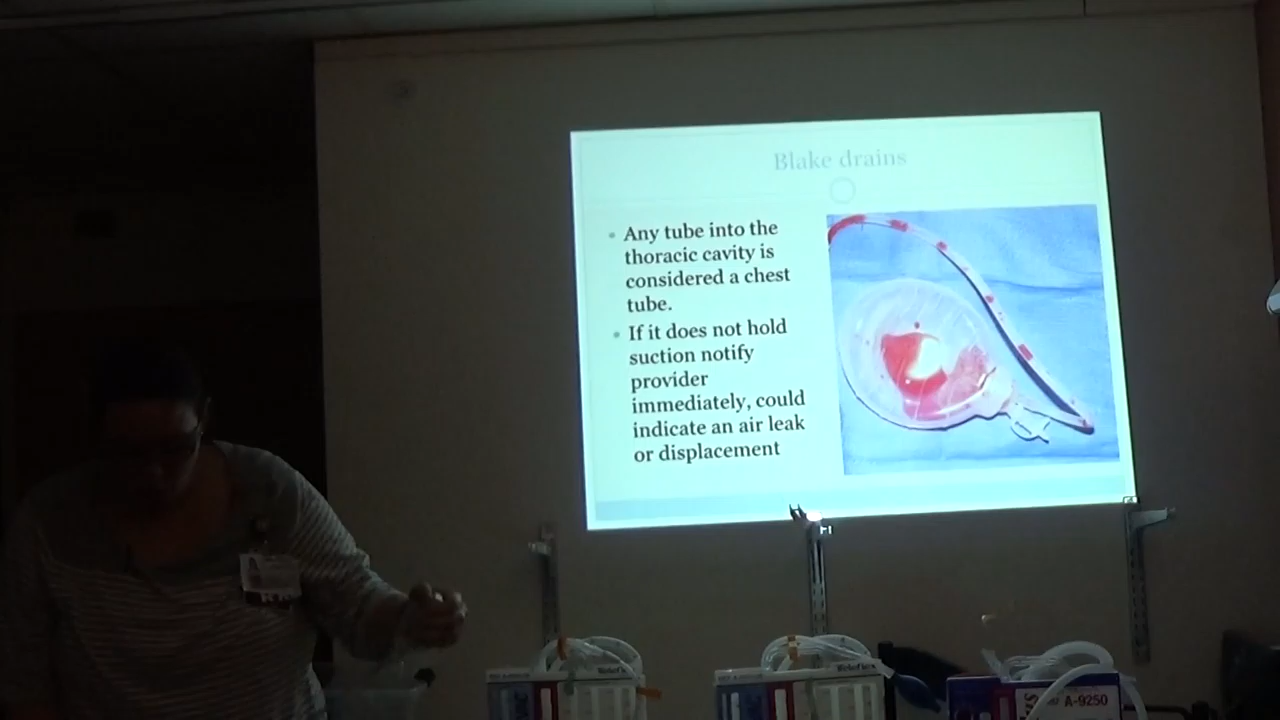 Blake drains
Any tube into the
thoracic cavity is
considered a chest
tube.
If it does not hold
suction notify
provider
immediately, could
indicate an air leak
or displacement
A-9250